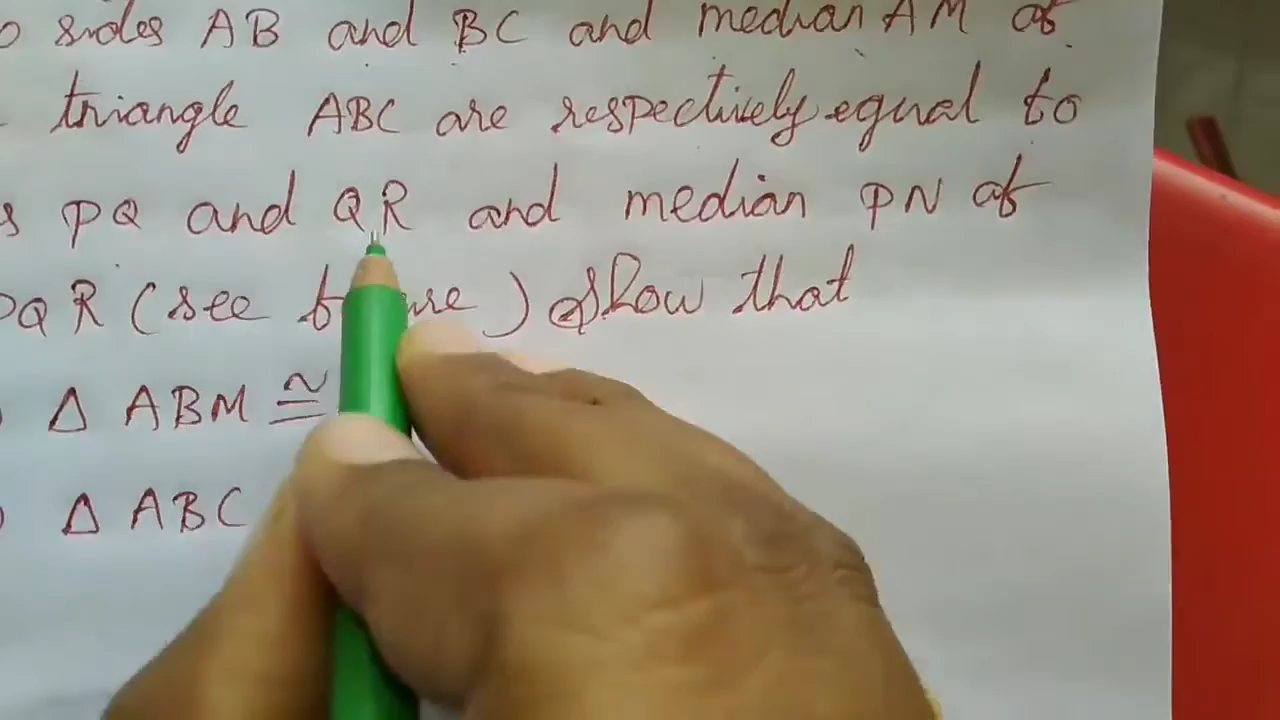 sides AB and BC and median AM of
triangle ABC are respectively equal to
PQ and QR and median PN of
PQR (see show that
Δ ABM ≅
Δ ABC